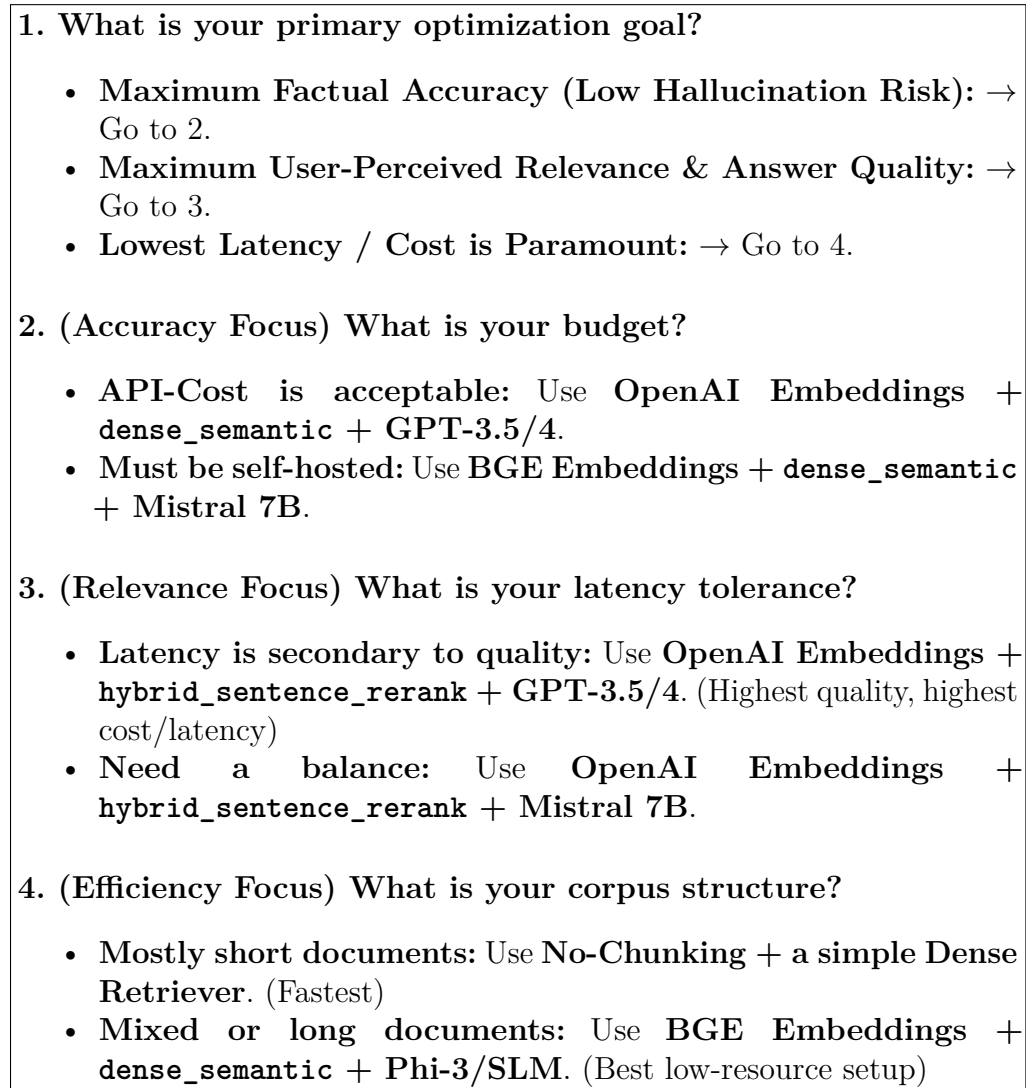 1. What is your primary optimization goal?
• Maximum Factual Accuracy (Low Hallucination Risk): →
Go to 2.
• Maximum User-Perceived Relevance & Answer Quality: →
Go to 3.
• Lowest Latency / Cost is Paramount: → Go to 4.
2. (Accuracy Focus) What is your budget?
• API-Cost is acceptable: Use OpenAI Embeddings +
dense_semantic + GPT-3.5/4.
• Must be self-hosted: Use BGE Embeddings + dense_semantic
+ Mistral 7B.
3. (Relevance Focus) What is your latency tolerance?
• Latency is secondary to quality: Use OpenAI Embeddings +
hybrid_sentence_rerank + GPT-3.5/4. (Highest quality, highest
cost/latency)
• Need a balance: Use OpenAI Embeddings +
hybrid_sentence_rerank + Mistral 7B.
4. (Efficiency Focus) What is your corpus structure?
• Mostly short documents: Use No-Chunking + a simple Dense
Retriever. (Fastest)
• Mixed or long documents: Use BGE Embeddings +
dense_semantic + Phi-3/SLM. (Best low-resource setup)